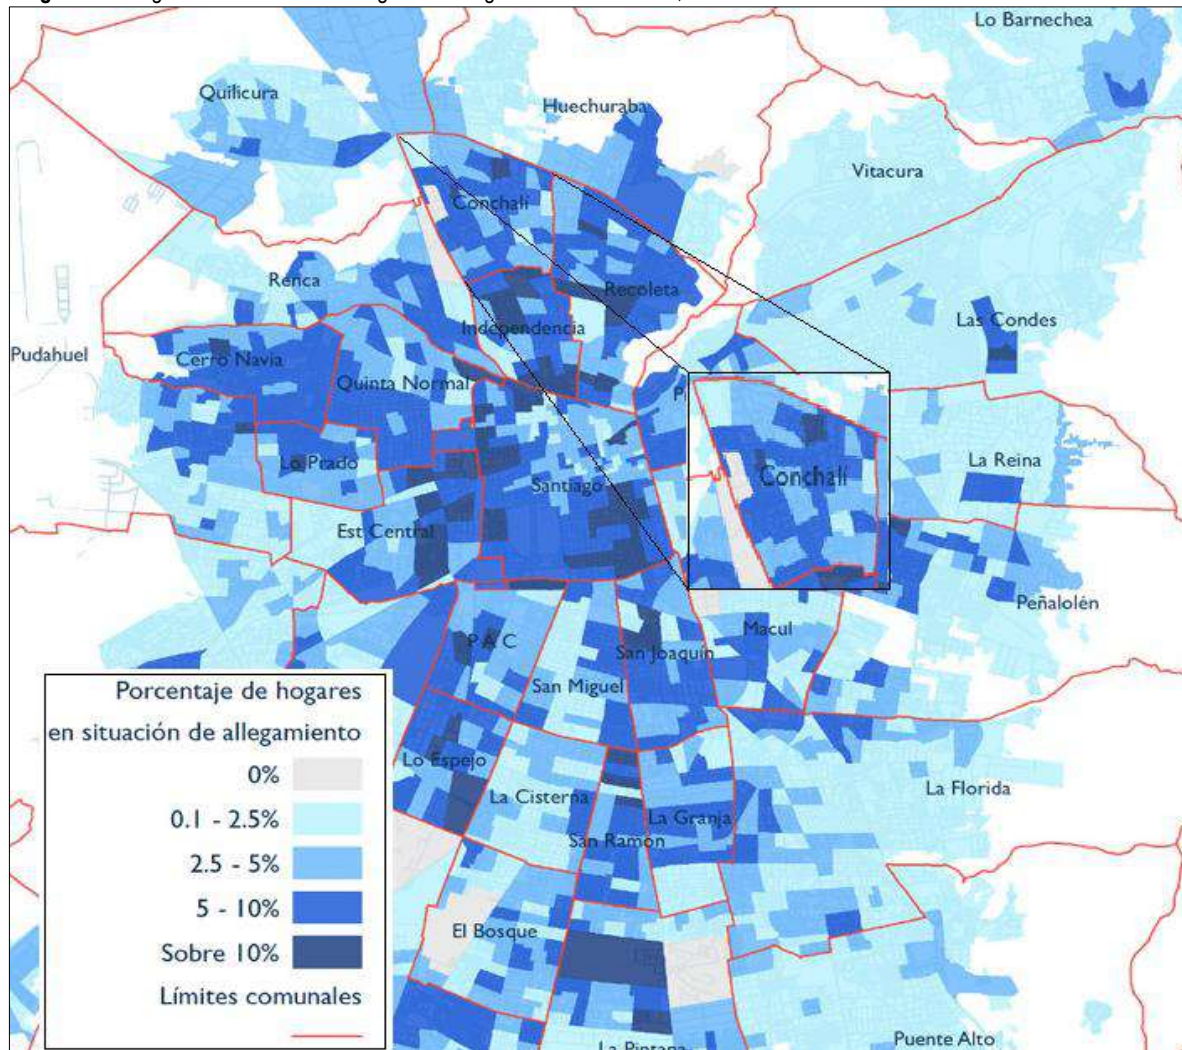 Lo Barnechea
Quilicura
Huechuraba
Vitacura
Conchalí
Renca
Recoleta
Independencia
Las Condes
Pudahuel
Cerro Navia
Quinta Normal
Lo Prado
Santiago
Conchalí
La Reina
Est Central
Peñalolén
Macul
P A C
San Joaquín
San Miguel
Lo Espejo
La Cisterna
La Granja
San Ramón
La Florida
El Bosque
La Pintana
Puente Alto
Porcentaje de hogares
en situación de allegamiento
0%
0.1 - 2.5%
2.5 - 5%
5 - 10%
Sobre 10%
Límites comunales